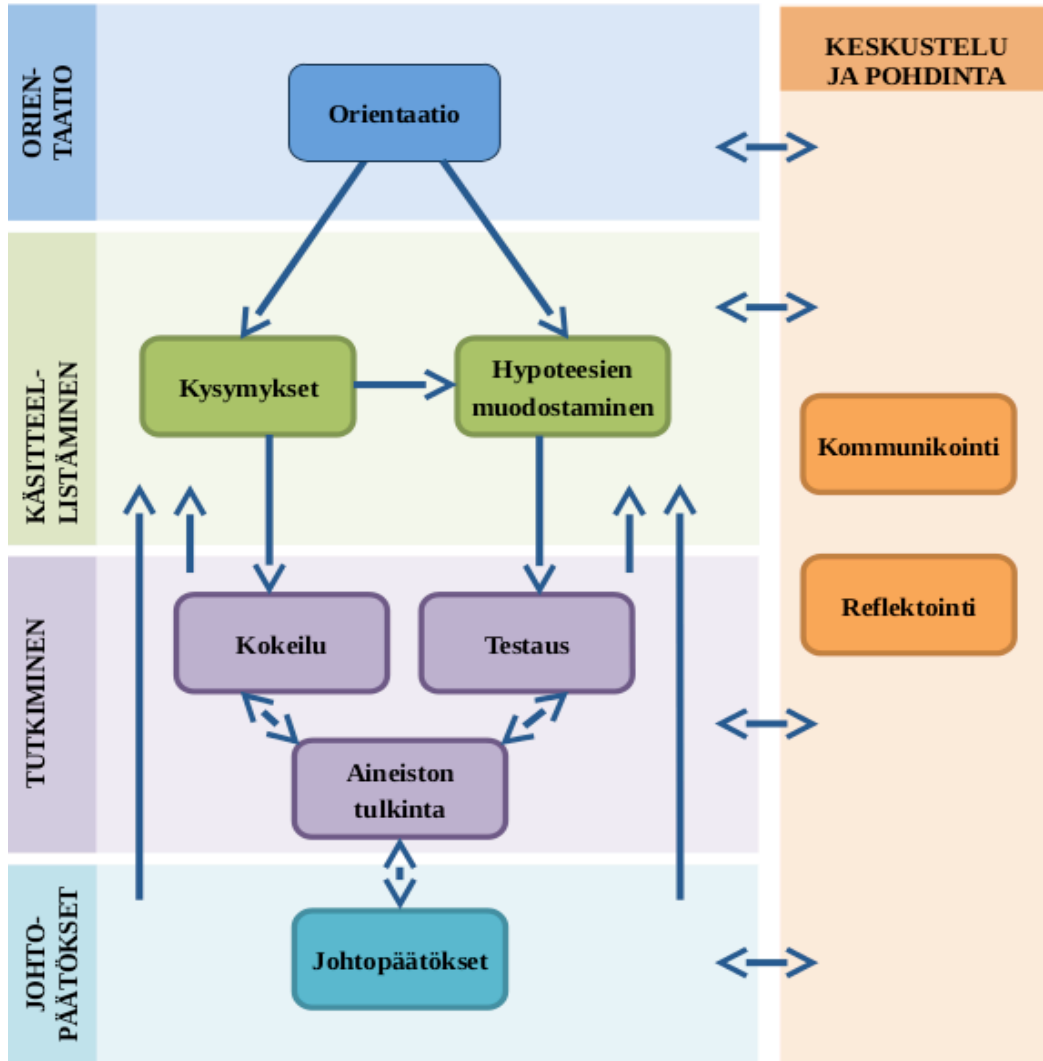 ORIEN-
TAATIO
Orientaatio
KÄSITTEEL-
LISTÄMINEN
Kysymykset
Hypoteesien
muodostaminen
TUTKIMINEN
Kokeilu
Testaus
Aineiston
tulkinta
JOHTO-
PÄÄTÖKSET
Johtopäätökset
KESKUSTELU
JA POHDINTA
Kommunikointi
Reflektointi